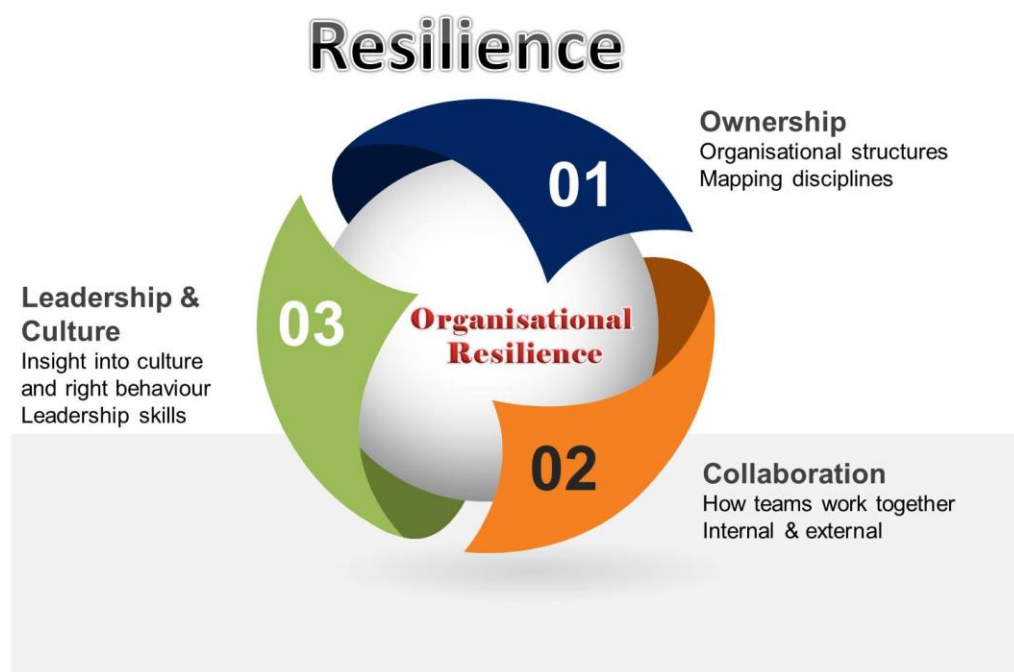 Resilience
01
Ownership
Organisational structures
Mapping disciplines
03
Leadership &
Culture
Insight into culture
and right behaviour
Leadership skills
Organisational
Resilience
02
Collaboration
How teams work together
Internal & external